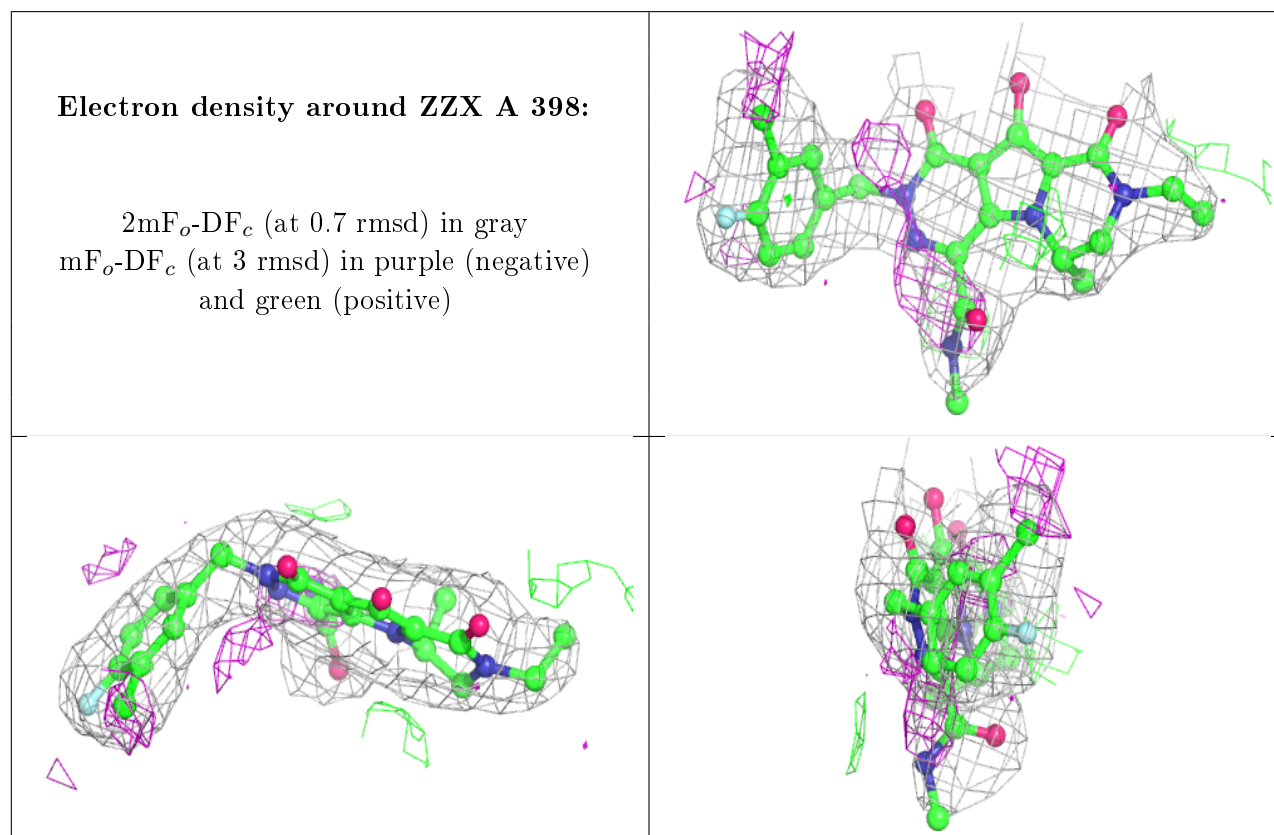 Electron density around ZZX A 398:
2mFo-DFc (at 0.7 rmsd) in gray
mFo-DFc (at 3 rmsd) in purple (negative)
and green (positive)